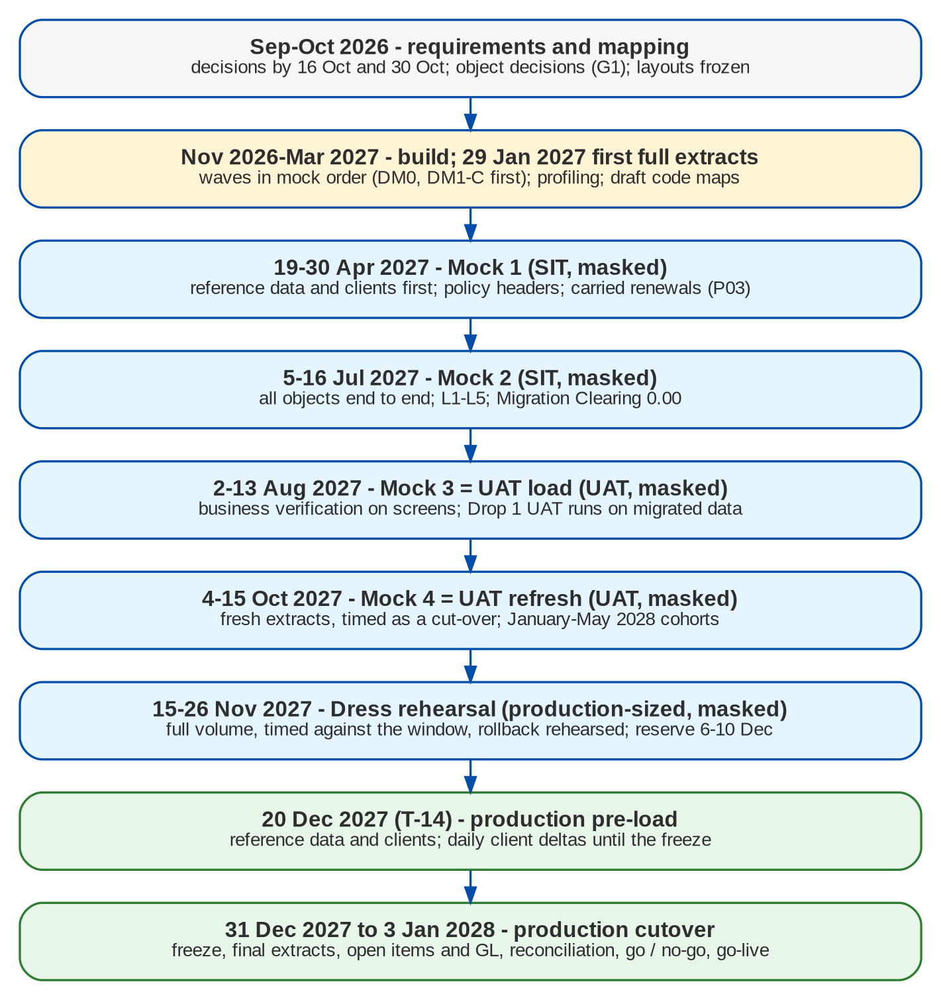 Sep-Oct 2026 - requirements and mapping
decisions by 16 Oct and 30 Oct; object decisions (G1); layouts frozen
Nov 2026-Mar 2027 - build; 29 Jan 2027 first full extracts
waves in mock order (DM0, DM1-C first); profiling; draft code maps
19-30 Apr 2027 - Mock 1 (SIT, masked)
reference data and clients first; policy headers; carried renewals (P03)
5-16 Jul 2027 - Mock 2 (SIT, masked)
all objects end to end; L1-L5; Migration Clearing 0.00
2-13 Aug 2027 - Mock 3 = UAT load (UAT, masked)
business verification on screens; Drop 1 UAT runs on migrated data
4-15 Oct 2027 - Mock 4 = UAT refresh (UAT, masked)
fresh extracts, timed as a cut-over; January-May 2028 cohorts
15-26 Nov 2027 - Dress rehearsal (production-sized, masked)
full volume, timed against the window, rollback rehearsed; reserve 6-10 Dec
20 Dec 2027 (T-14) - production pre-load
reference data and clients; daily client deltas until the freeze
31 Dec 2027 to 3 Jan 2028 - production cutover
freeze, final extracts, open items and GL, reconciliation, go / no-go, go-live